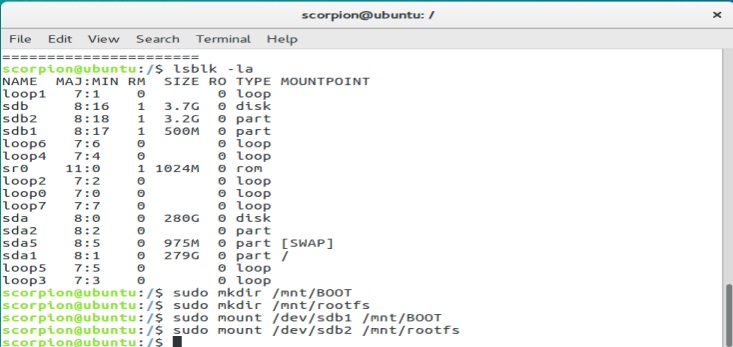 scorpion@ubuntu: /
×
File Edit View Search Terminal Help
======================
scorpion@ubuntu:/$ lsblk -la
NAME MAJ:MIN RM SIZE RO TYPE MOUNTPOINT
loop1 7:1 0 0 loop
sdb 8:16 1 3.7G 0 disk
sdb2 8:18 1 3.2G 0 part
sdb1 8:17 1 500M 0 part
loop6 7:6 0 0 loop
loop4 7:4 0 0 loop
sr0 11:0 1 1024M 0 rom
loop2 7:2 0 0 loop
loop0 7:0 0 0 loop
loop7 7:7 0 0 loop
sda 8:0 0 280G 0 disk
sda2 8:2 0 0 part
sda5 8:5 0 975M 0 part [SWAP]
sda1 8:1 0 279G 0 part /
loop5 7:5 0 0 loop
loop3 7:3 0 0 loop
scorpion@ubuntu:/$ sudo mkdir /mnt/BOOT
scorpion@ubuntu:/$ sudo mkdir /mnt/rootfs
scorpion@ubuntu:/$ sudo mount /dev/sdb1 /mnt/BOOT
scorpion@ubuntu:/$ sudo mount /dev/sdb2 /mnt/rootfs
scorpion@ubuntu:/$